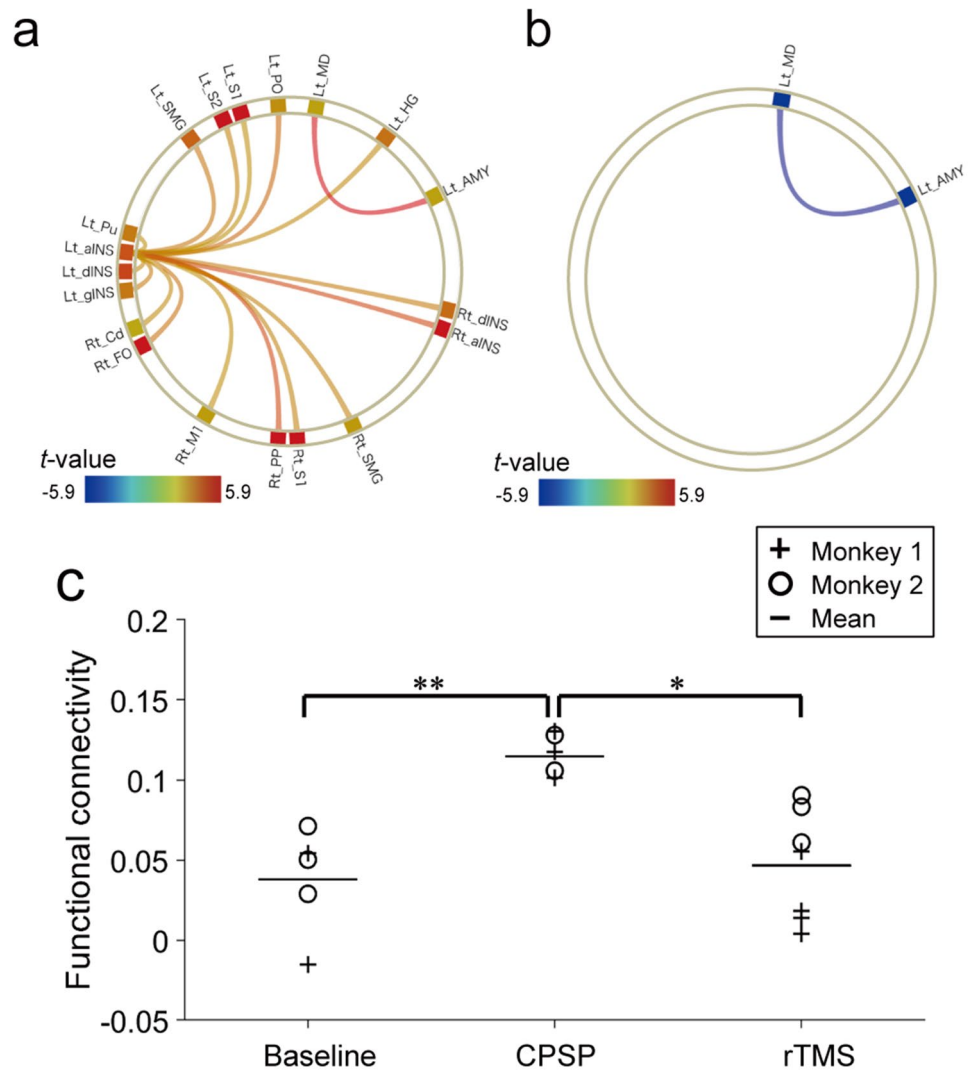 a
Lt_SMG
Lt_S2
Lt_S1
Lt_PO
Lt_MD
Lt_HG
Lt_AMY
Lt_Pu
Lt_aINS
Lt_dINS
Lt_gINS
Rt_Cd
Rt_FO
Rt_M1
Rt_PP
Rt_S1
Rt_SMG
Rt_dINS
Rt_aINS
t-value
-5.9 5.9
b
Lt_MD
Lt_AMY
t-value
-5.9 5.9
c
+ Monkey 1
Monkey 2
– Mean
Functional connectivity
0.2
0.15
0.1
0.05
0
-0.05
**
*
Baseline CPSP rTMS